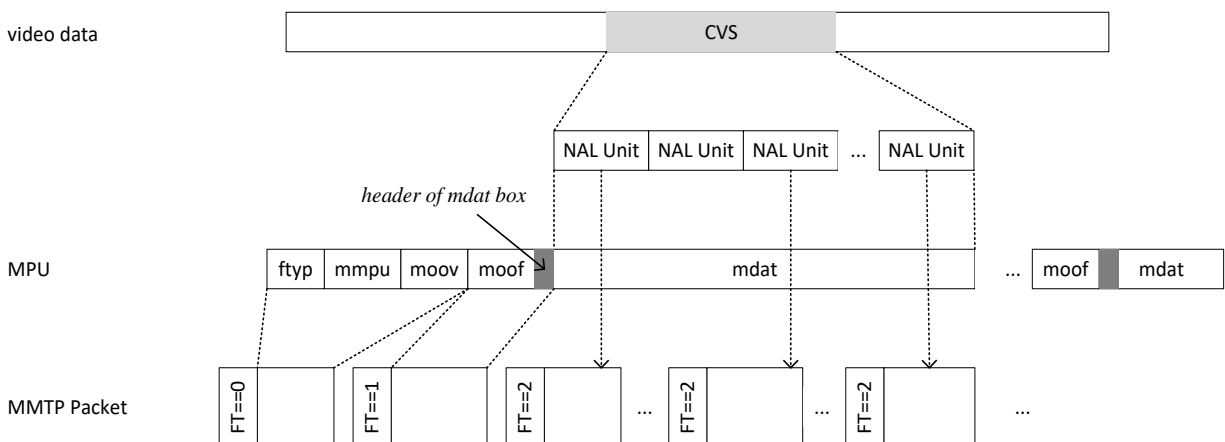 video data
CVS
NAL Unit NAL Unit NAL Unit ... NAL Unit
header of mdat box
MPU
ftyp mmpu moov moof mdat ... moof mdat
MMTP Packet
FT==0 FT==1 FT==2 ... FT==2 ... FT==2 ...